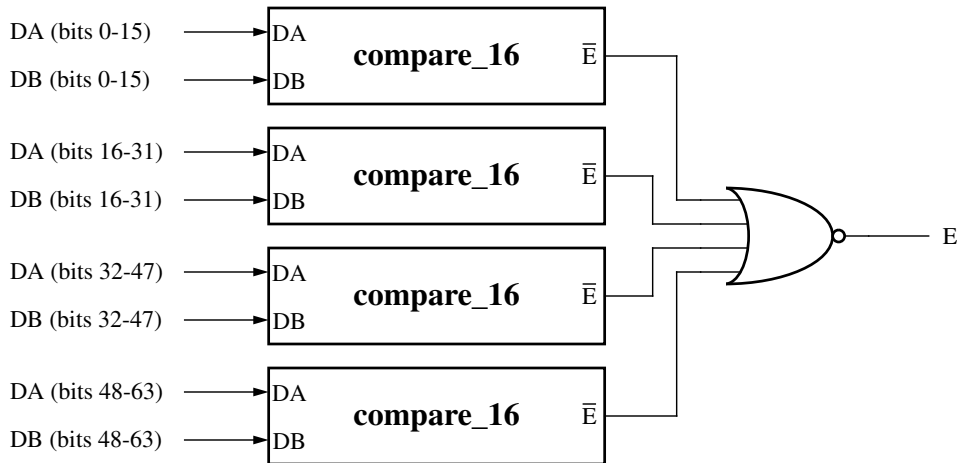 DA (bits 0-15)
DB (bits 0-15)
DA
DB
compare_16
E̅
DA (bits 16-31)
DB (bits 16-31)
DA
DB
compare_16
E̅
DA (bits 32-47)
DB (bits 32-47)
DA
DB
compare_16
E̅
DA (bits 48-63)
DB (bits 48-63)
DA
DB
compare_16
E̅
E